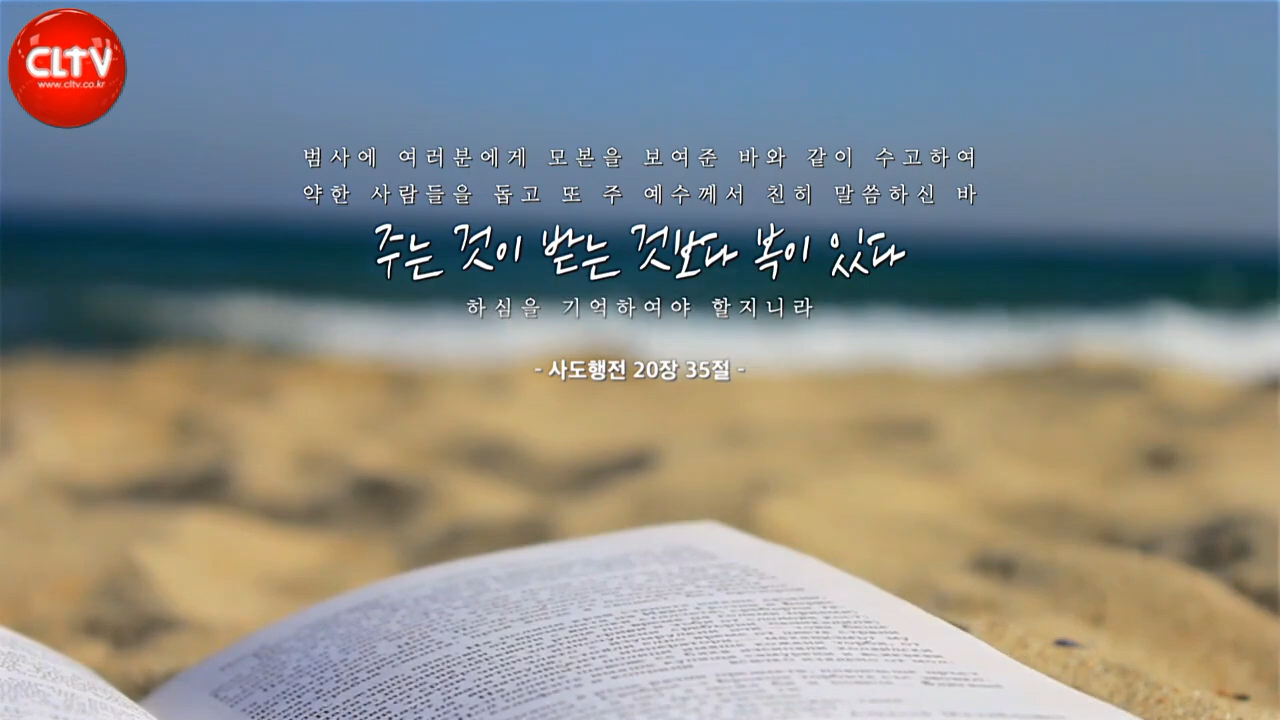 CLTV
www.cltv.co.kr
범사에 여러분에게 모본을 보여준 바와 같이 수고하여
약한 사람들을 돕고 또 주 예수께서 친히 말씀하신 바
주는 것이 받는 것보다 복이 있다
하심을 기억하여야 할지니라
- 사도행전 20장 35절 -